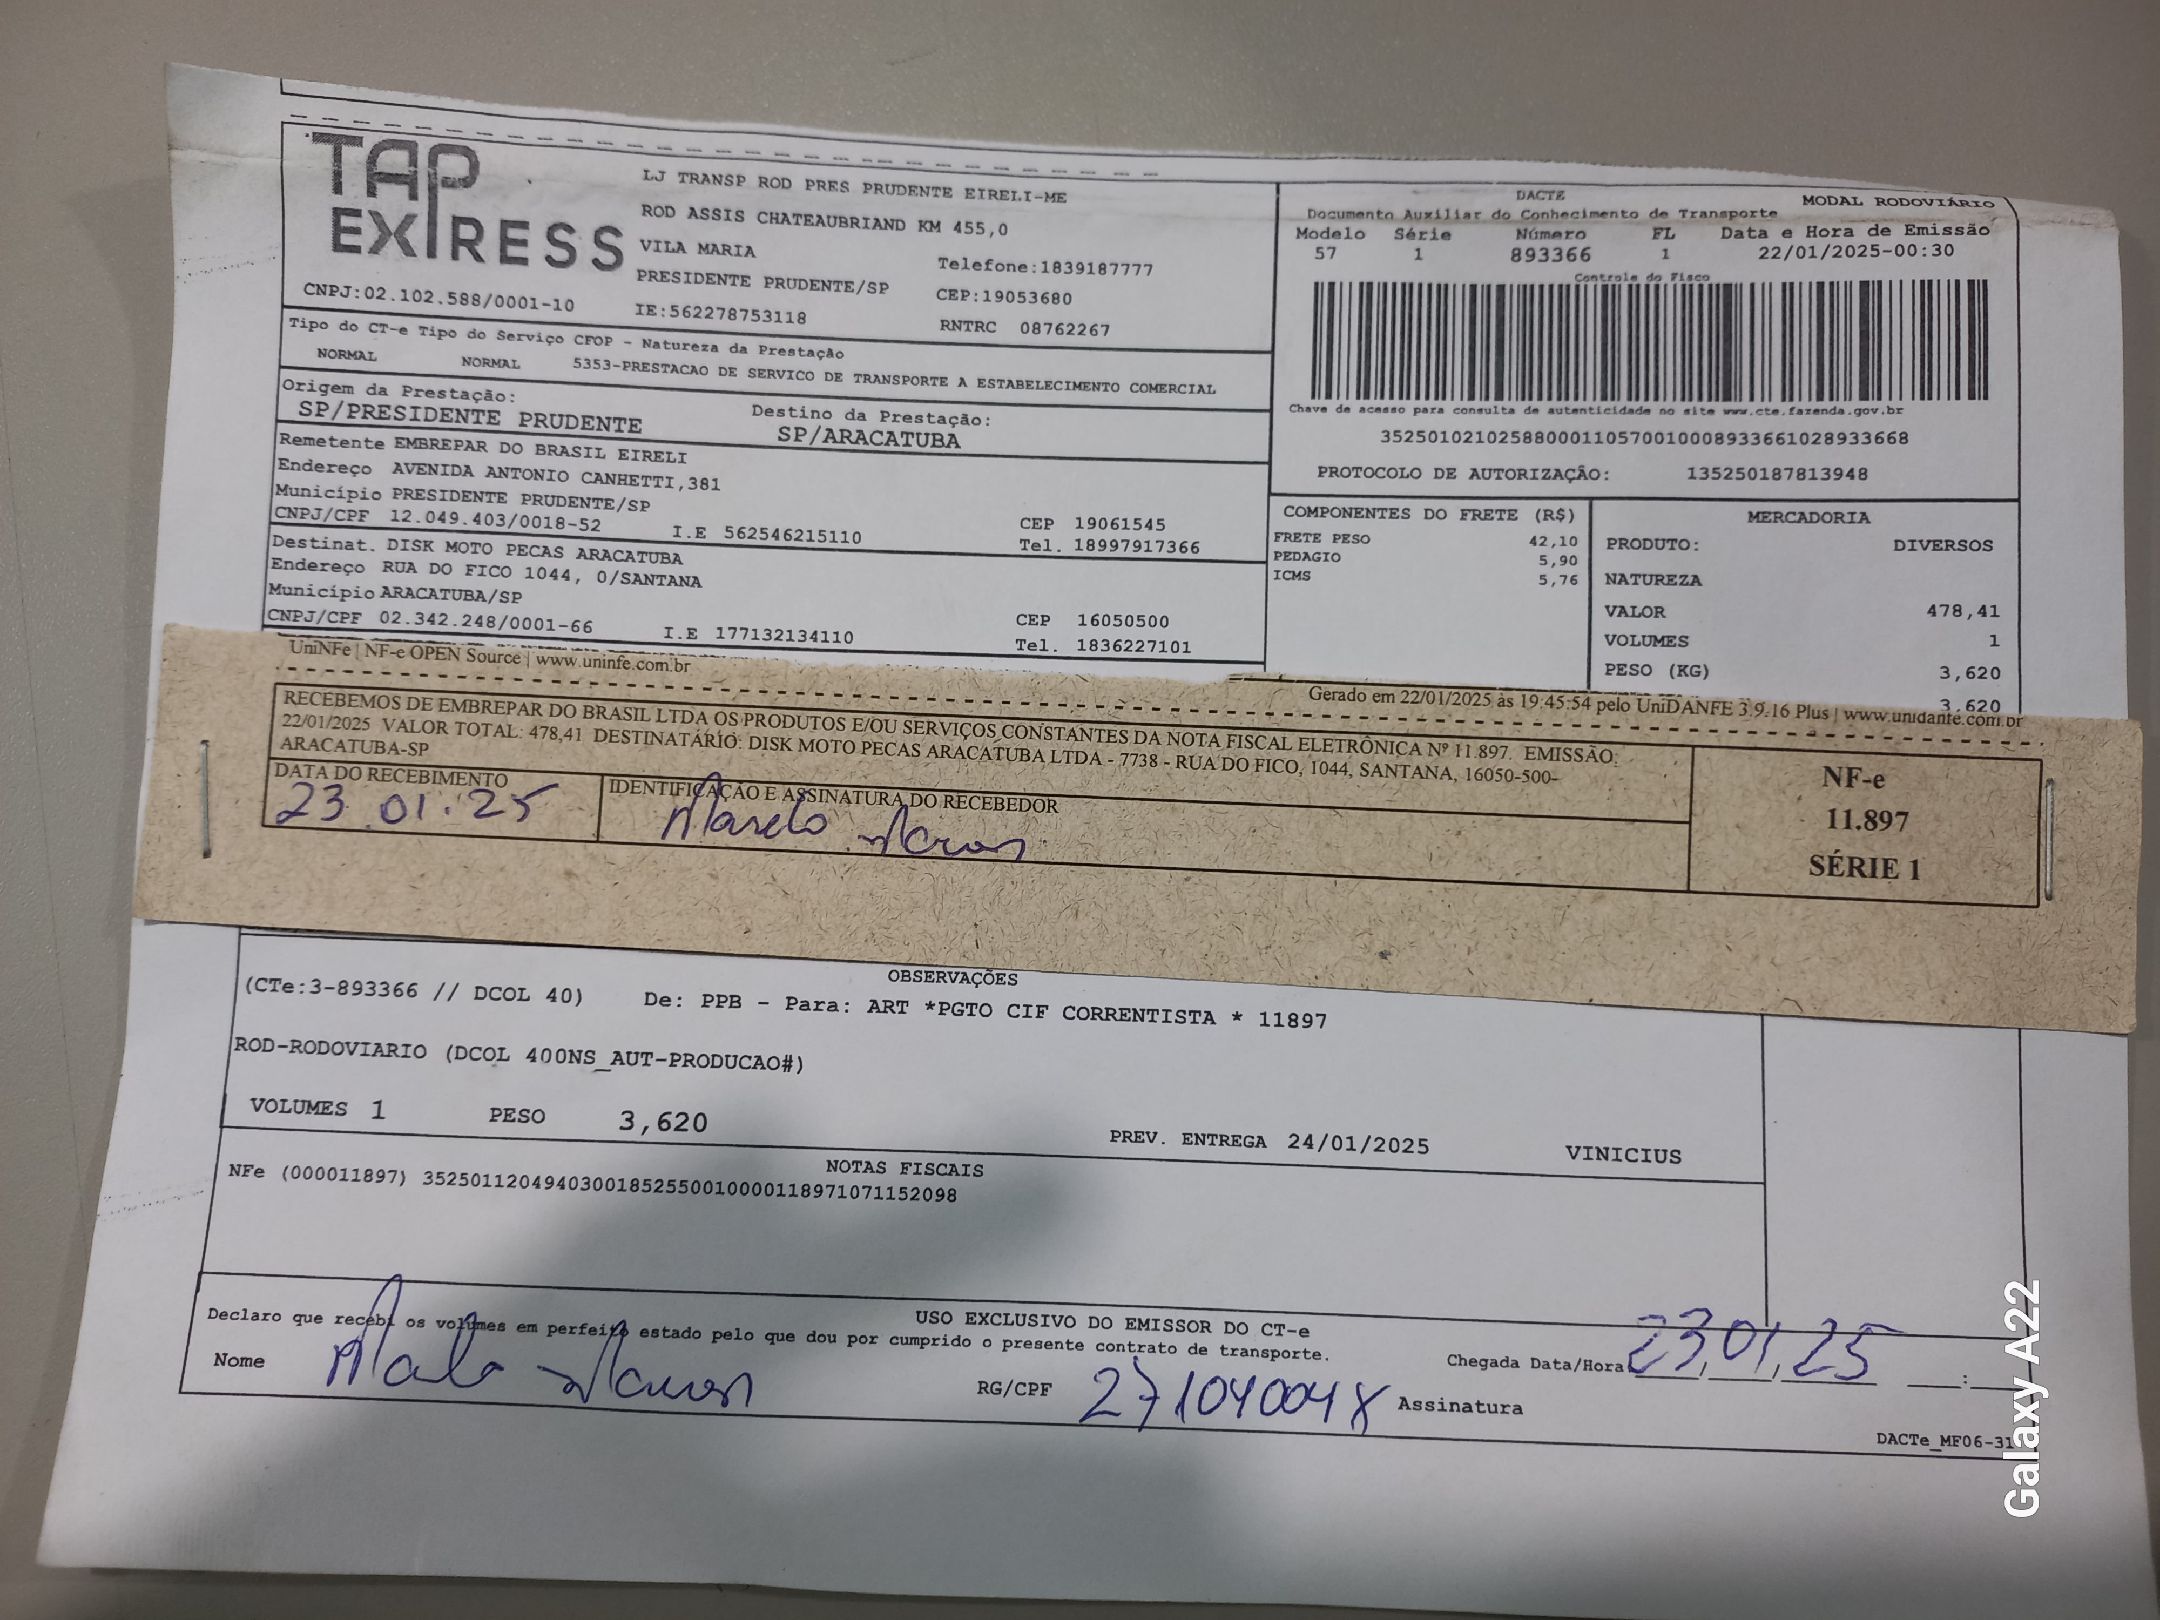 TAP
EXPRESS
LJ TRANSP ROD PRES PRUDENTE EIRELI-ME
ROD ASSIS CHATEAUBRIAND KM 455,0
VILA MARIA
Telefone:1839187777
PRESIDENTE PRUDENTE/SP
CEP:19053680
CNPJ:02.102.588/0001-10
IE:562278753118
RNTRC 08762267
Tipo do CT-e Tipo do Serviço CFOP - Natureza da Prestação
NORMAL NORMAL 5353-PRESTACAO DE SERVICO DE TRANSPORTE A ESTABELECIMENTO COMERCIAL
Origem da Prestação:
SP/PRESIDENTE PRUDENTE
Destino da Prestação:
SP/ARACATUBA
Remetente EMBREPAR DO BRASIL EIRELI
Endereço AVENIDA ANTONIO CANHETTI,381
Município PRESIDENTE PRUDENTE/SP
CEP 19061545
CNPJ/CPF 12.049.403/0018-52 I.E 562546215110
Tel. 18997917366
Destinat. DISK MOTO PECAS ARACATUBA
Endereço RUA DO FICO 1044, 0/SANTANA
Município ARACATUBA/SP
CEP 16050500
CNPJ/CPF 02.342.248/0001-66 I.E 177132134110
Tel. 1836227101
DACTE
MODAL RODOVIÁRIO
Documento Auxiliar do Conhecimento de Transporte
Modelo Série Número FL Data e Hora de Emissão
57 1 893366 1 22/01/2025-00:30
Controle do Fisco
Chave de acesso para consulta de autenticidade no site www.cte.fazenda.gov.br
35250102102588000110570010008933661028933668
PROTOCOLO DE AUTORIZAÇÃO: 135250187813948
COMPONENTES DO FRETE (R$)
FRETE PESO 42,10
PEDAGIO 5,90
ICMS 5,76
MERCADORIA
PRODUTO: DIVERSOS
NATUREZA
VALOR 478,41
VOLUMES 1
PESO (KG) 3,620
3,620
UniNFe | NF-e OPEN Source | www.uninfe.com.br
Gerado em 22/01/2025 às 19:45:54 pelo UniDANFE 3.9.16 Plus | www.unidanfe.com.br
RECEBEMOS DE EMBREPAR DO BRASIL LTDA OS PRODUTOS E/OU SERVIÇOS CONSTANTES DA NOTA FISCAL ELETRÔNICA Nº 11.897. EMISSÃO:
22/01/2025 VALOR TOTAL: 478,41 DESTINATÁRIO: DISK MOTO PECAS ARACATUBA LTDA - 7738 - RUA DO FICO, 1044, SANTANA, 16050-500-
ARACATUBA-SP
DATA DO RECEBIMENTO
23.01.25
IDENTIFICAÇÃO E ASSINATURA DO RECEBEDOR
NF-e
11.897
SÉRIE 1
OBSERVAÇÕES
(CTe:3-893366 // DCOL 40) De: PPB - Para: ART *PGTO CIF CORRENTISTA * 11897
ROD-RODOVIARIO (DCOL 400NS_AUT-PRODUCAO#)
VOLUMES 1 PESO 3,620
PREV. ENTREGA 24/01/2025 VINICIUS
NOTAS FISCAIS
NFe (000011897) 35250112049403001852550010000118971071152098
USO EXCLUSIVO DO EMISSOR DO CT-e
Declaro que recebi os volumes em perfeito estado pelo que dou por cumprido o presente contrato de transporte.
Nome
RG/CPF 27104004X Assinatura
Chegada Data/Hora 23,01,25 :
DACTe_MF06-31
Galaxy A22